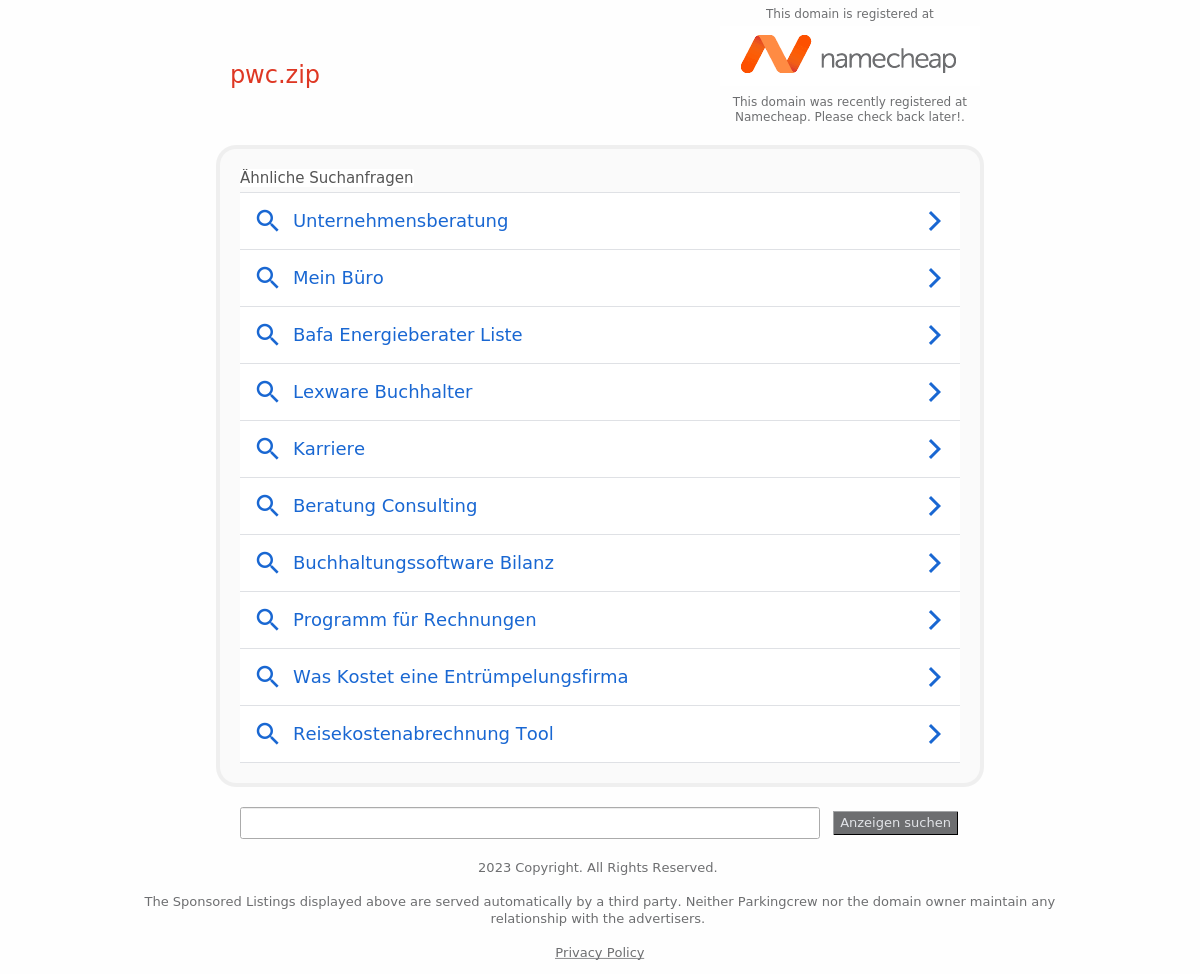 This domain is registered at
namecheap
pwc.zip
This domain was recently registered at
Namecheap. Please check back later!.
Ähnliche Suchanfragen
Unternehmensberatung
Mein Büro
Bafa Energieberater Liste
Lexware Buchhalter
Karriere
Beratung Consulting
Buchhaltungssoftware Bilanz
Programm für Rechnungen
Was Kostet eine Entrümpelungsfirma
Reisekostenabrechnung Tool
Anzeigen suchen
2023 Copyright. All Rights Reserved.
The Sponsored Listings displayed above are served automatically by a third party. Neither Parkingcrew nor the domain owner maintain any
relationship with the advertisers.
Privacy Policy